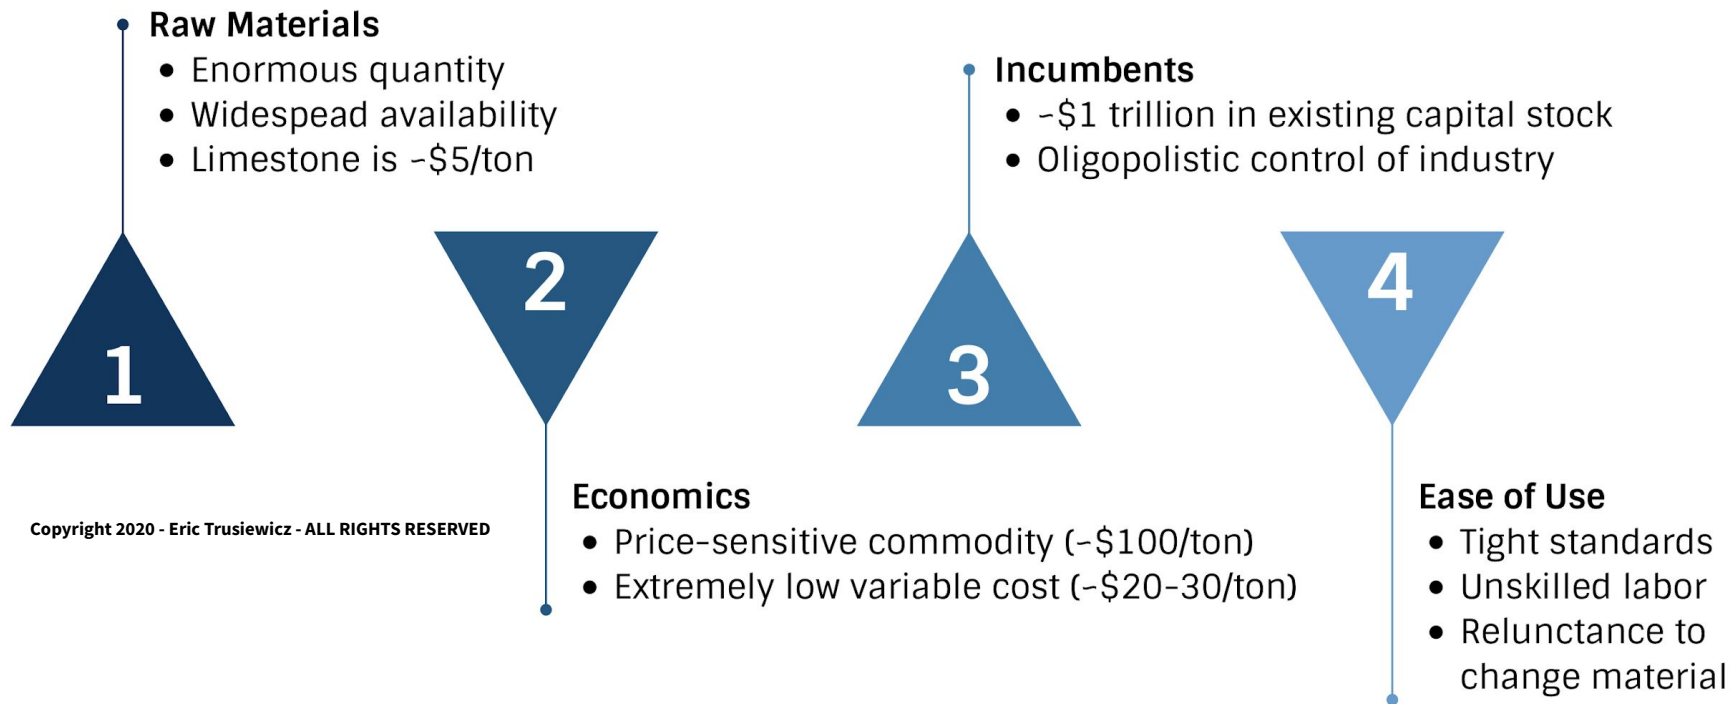 Raw Materials
• Enormous quantity
• Widespead availability
• Limestone is ~$5/ton
1
2
Economics
• Price-sensitive commodity (~$100/ton)
• Extremely low variable cost (~$20-30/ton)
Incumbents
• ~$1 trillion in existing capital stock
• Oligopolistic control of industry
3
4
Ease of Use
• Tight standards
• Unskilled labor
• Relunctance to
change material
Copyright 2020 - Eric Trusiewicz - ALL RIGHTS RESERVED